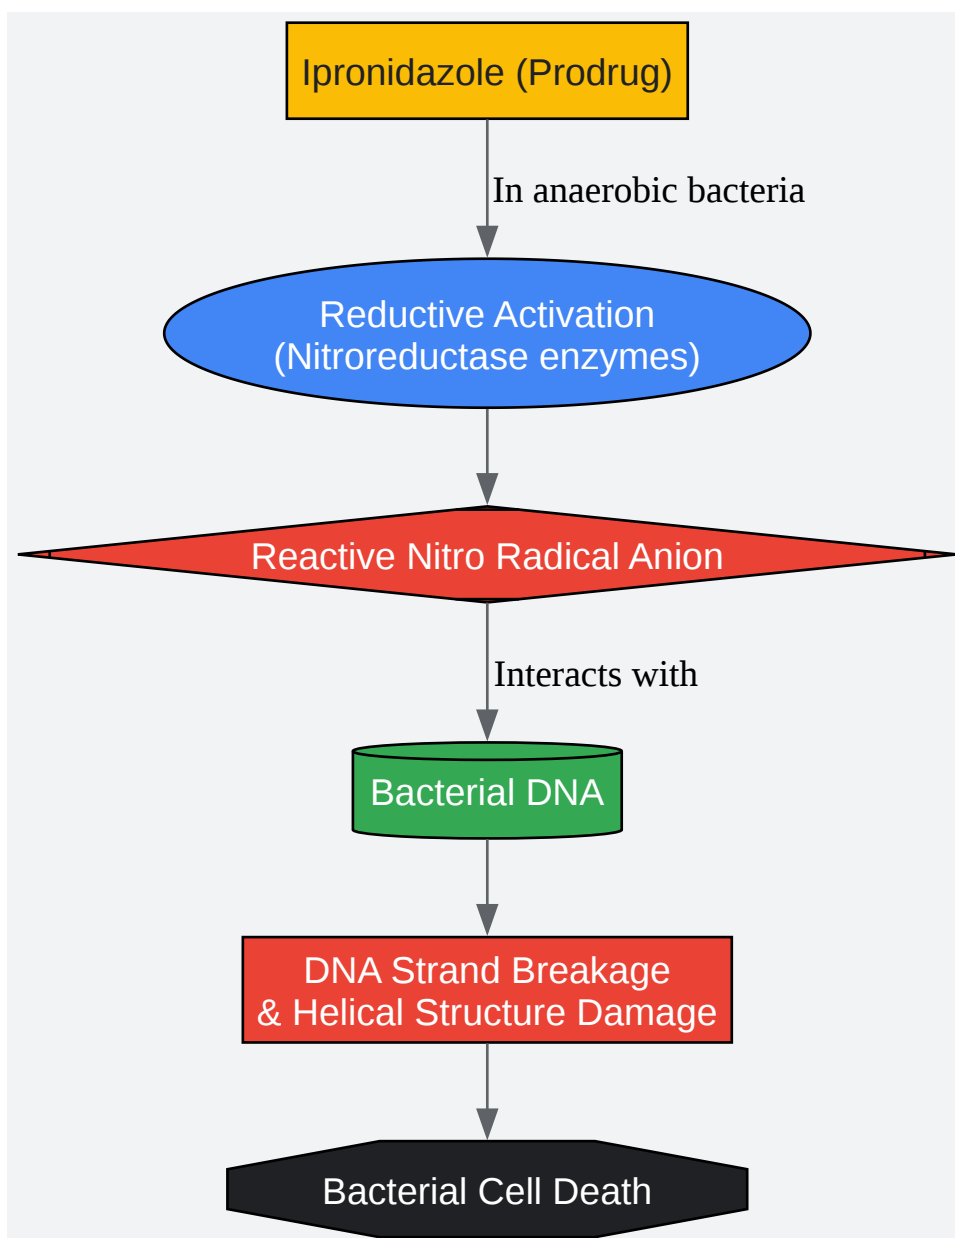 Ipronidazole (Prodrug)
In anaerobic bacteria
Reductive Activation
(Nitroreductase enzymes)
Reactive Nitro Radical Anion
Interacts with
Bacterial DNA
DNA Strand Breakage
& Helical Structure Damage
Bacterial Cell Death